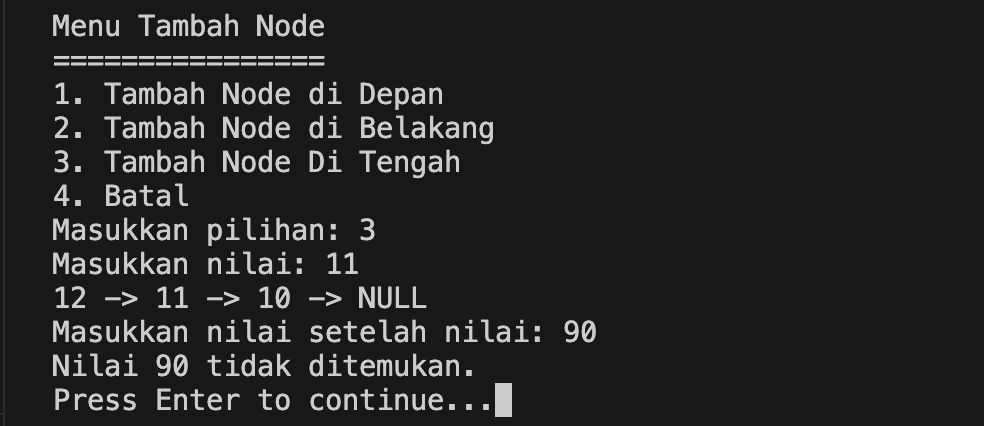 Menu Tambah Node
================
1. Tambah Node di Depan
2. Tambah Node di Belakang
3. Tambah Node Di Tengah
4. Batal
Masukkan pilihan: 3
Masukkan nilai: 11
12 -> 11 -> 10 -> NULL
Masukkan nilai setelah nilai: 90
Nilai 90 tidak ditemukan.
Press Enter to continue...